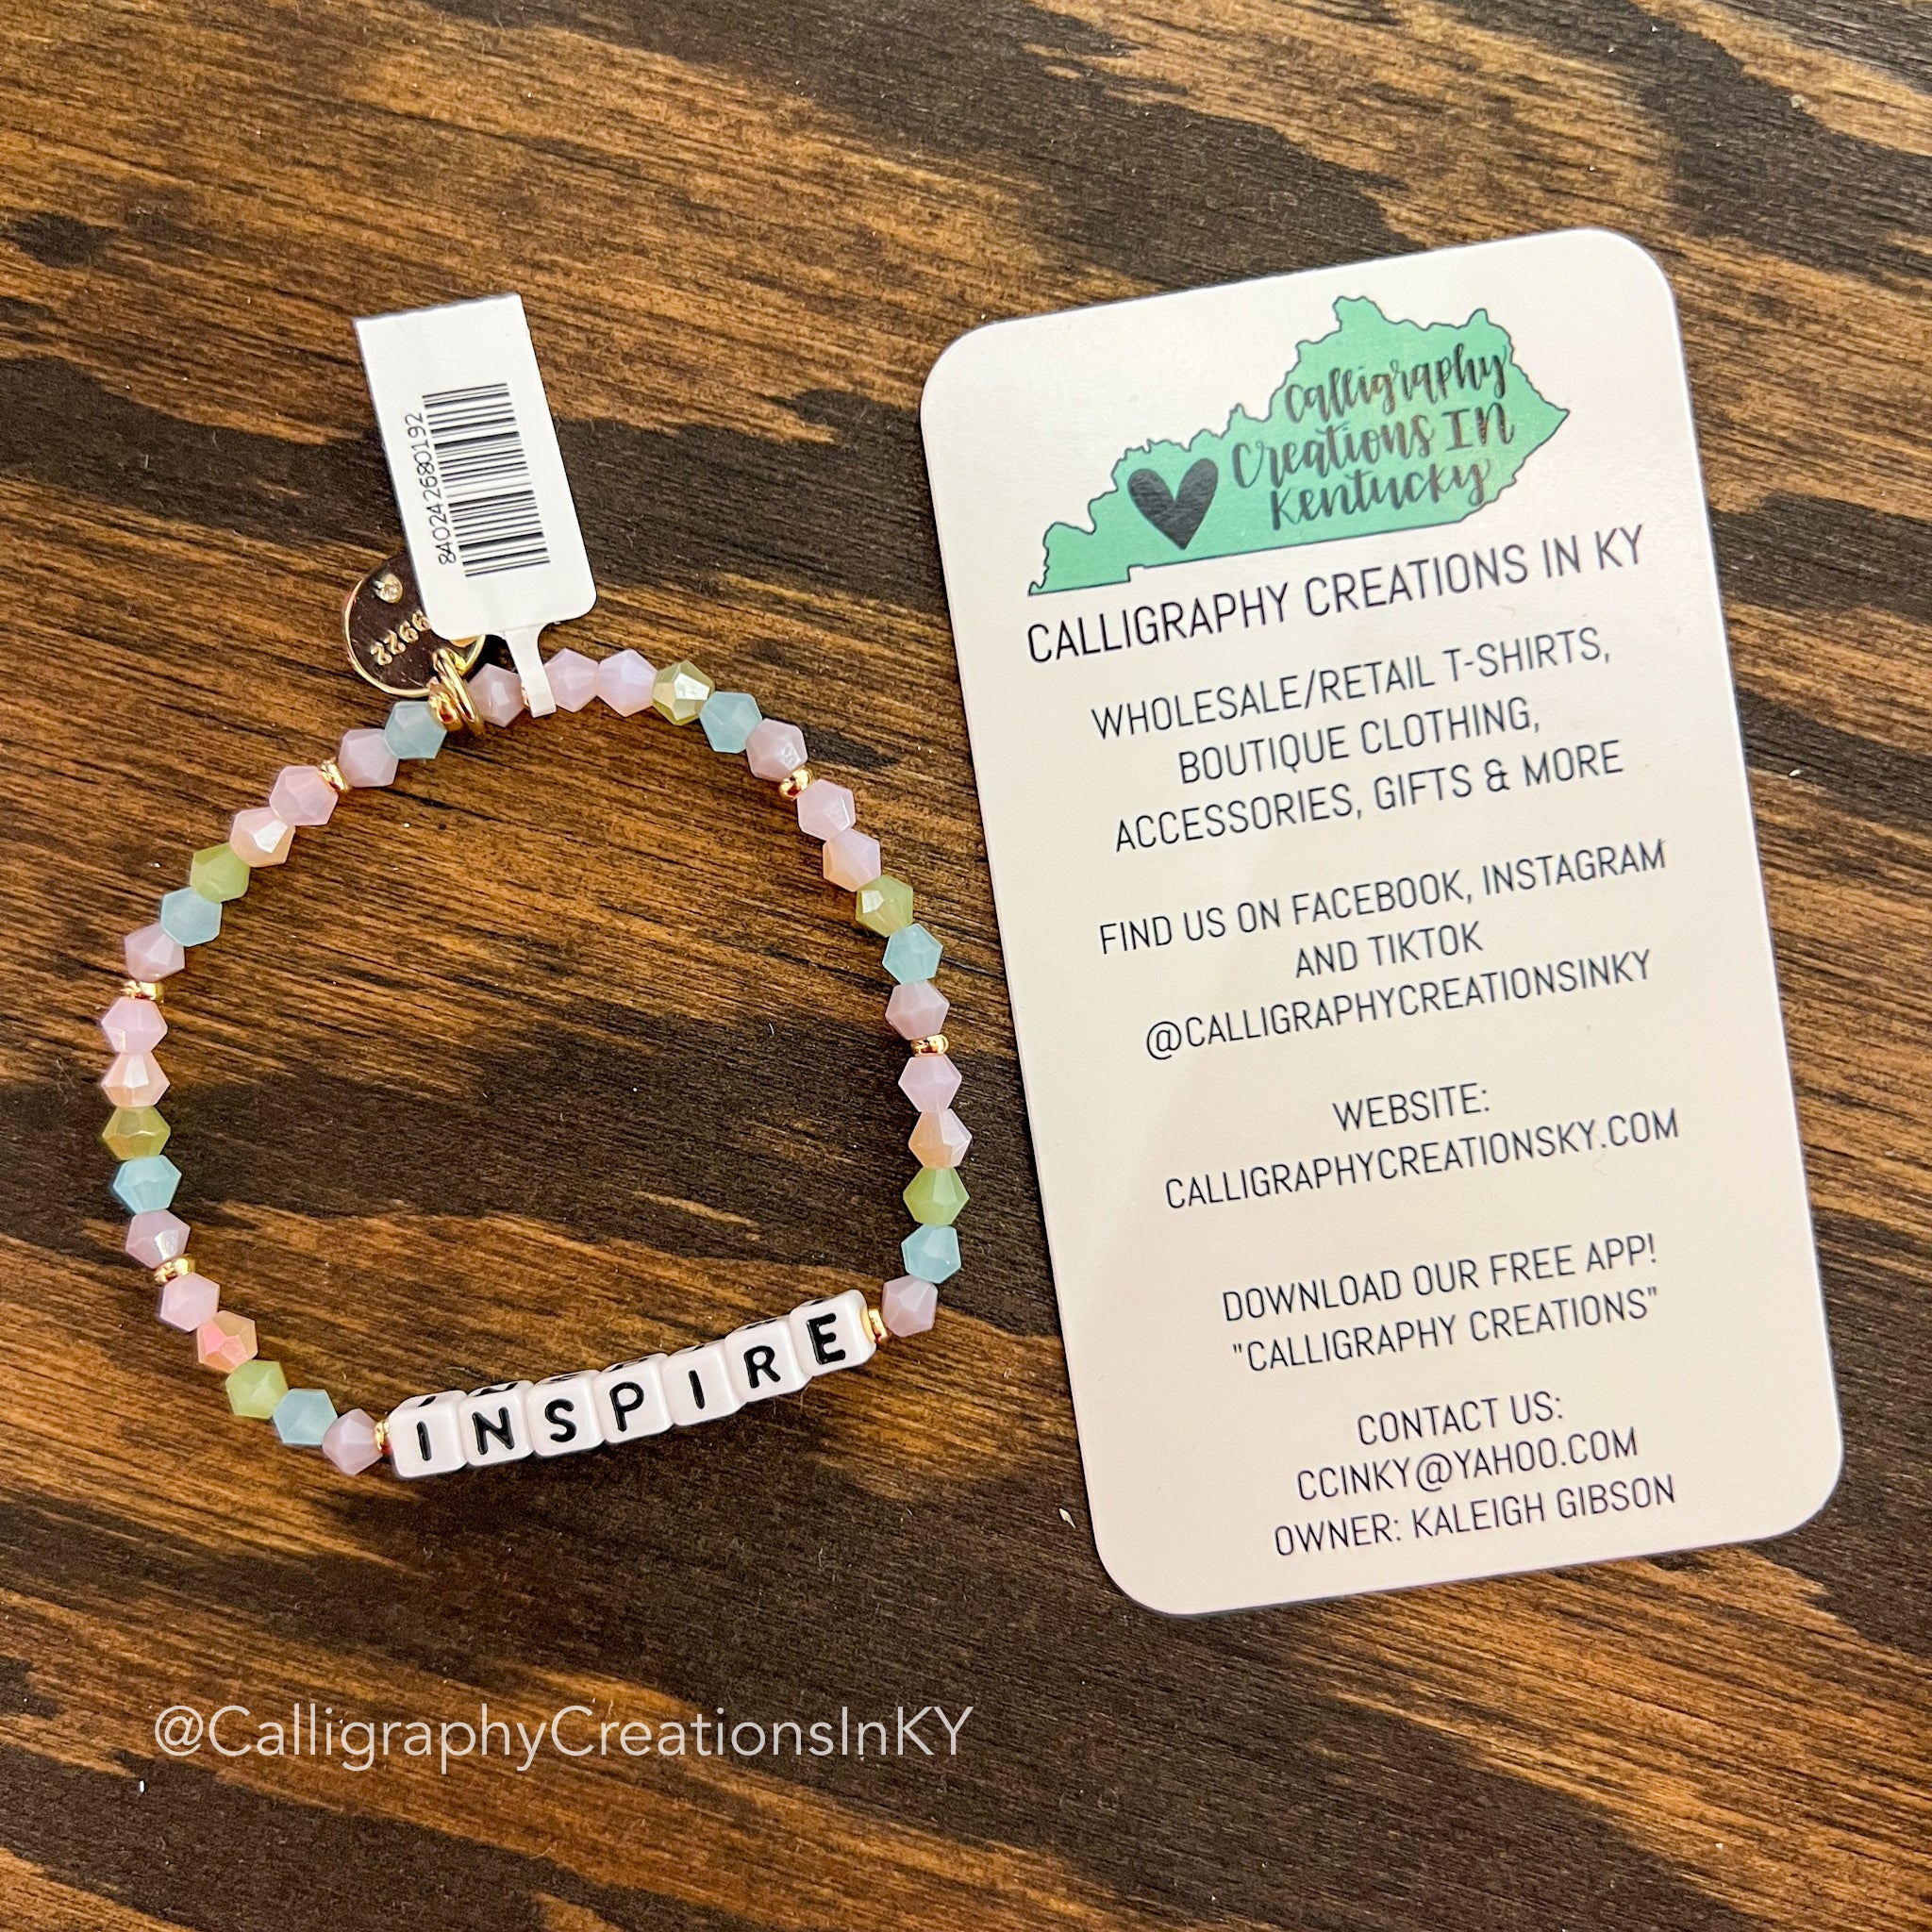 840242680192
INSPIRE
Calligraphy
Creations IN
Kentucky
CALLIGRAPHY CREATIONS IN KY
WHOLESALE/RETAIL T-SHIRTS,
BOUTIQUE CLOTHING,
ACCESSORIES, GIFTS & MORE
FIND US ON FACEBOOK, INSTAGRAM
AND TIKTOK
@CALLIGRAPHYCREATIONSINKY
WEBSITE:
CALLIGRAPHYCREATIONSKY.COM
DOWNLOAD OUR FREE APP!
"CALLIGRAPHY CREATIONS"
CONTACT US:
CCINKY@YAHOO.COM
OWNER: KALEIGH GIBSON
@CalligraphyCreationsInKY